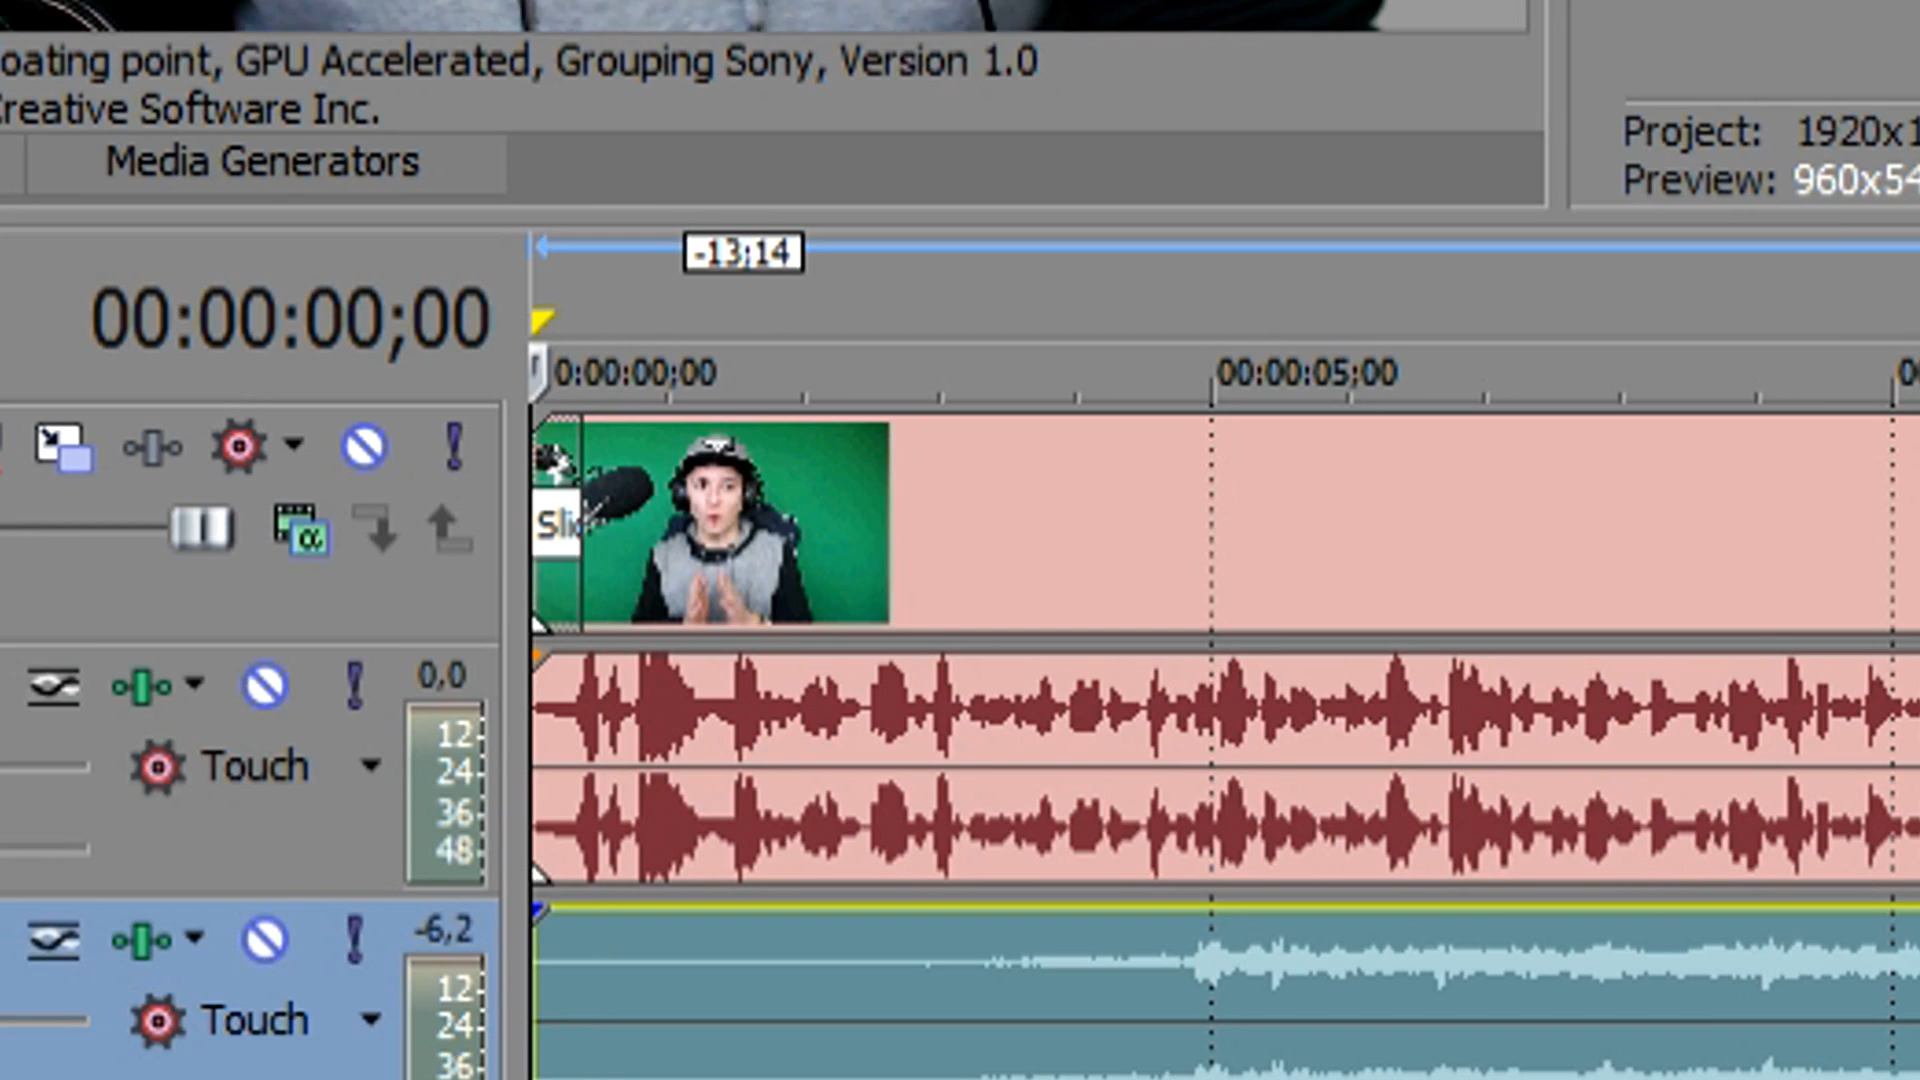 oating point, GPU Accelerated, Grouping Sony, Version 1.0
Creative Software Inc.
Media Generators
Project: 1920x1
Preview: 960x54
-13;14
00:00:00;00
0:00:00;00
00:00:05;00
Slid
0,0
12
24
36
48
Touch
-6,2
12
24
36
Touch